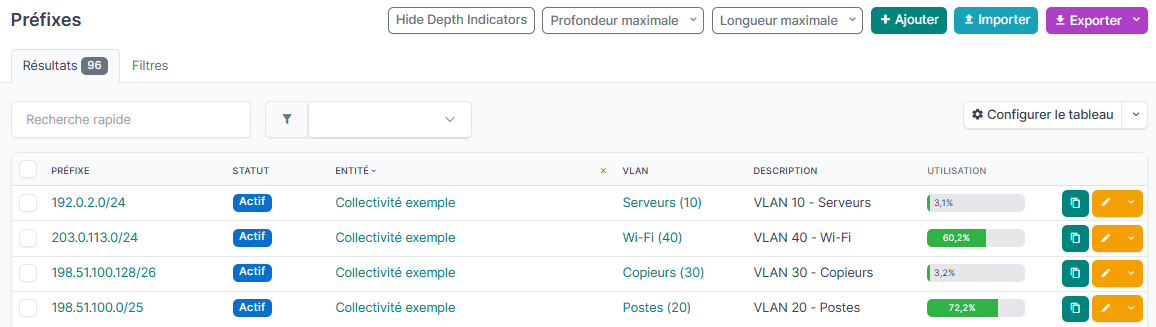 Préfixes
Hide Depth Indicators Profondeur maximale Longueur maximale Ajouter Importer Exporter
Résultats 96 Filtres
Recherche rapide Configurer le tableau
PRÉFIXE STATUT ENTITÉ VLAN DESCRIPTION UTILISATION
192.0.2.0/24 Actif Collectivité exemple Serveurs (10) VLAN 10 - Serveurs 3,1%
203.0.113.0/24 Actif Collectivité exemple Wi-Fi (40) VLAN 40 - Wi-Fi 60,2%
198.51.100.128/26 Actif Collectivité exemple Copieurs (30) VLAN 30 - Copieurs 3,2%
198.51.100.0/25 Actif Collectivité exemple Postes (20) VLAN 20 - Postes 72,2%